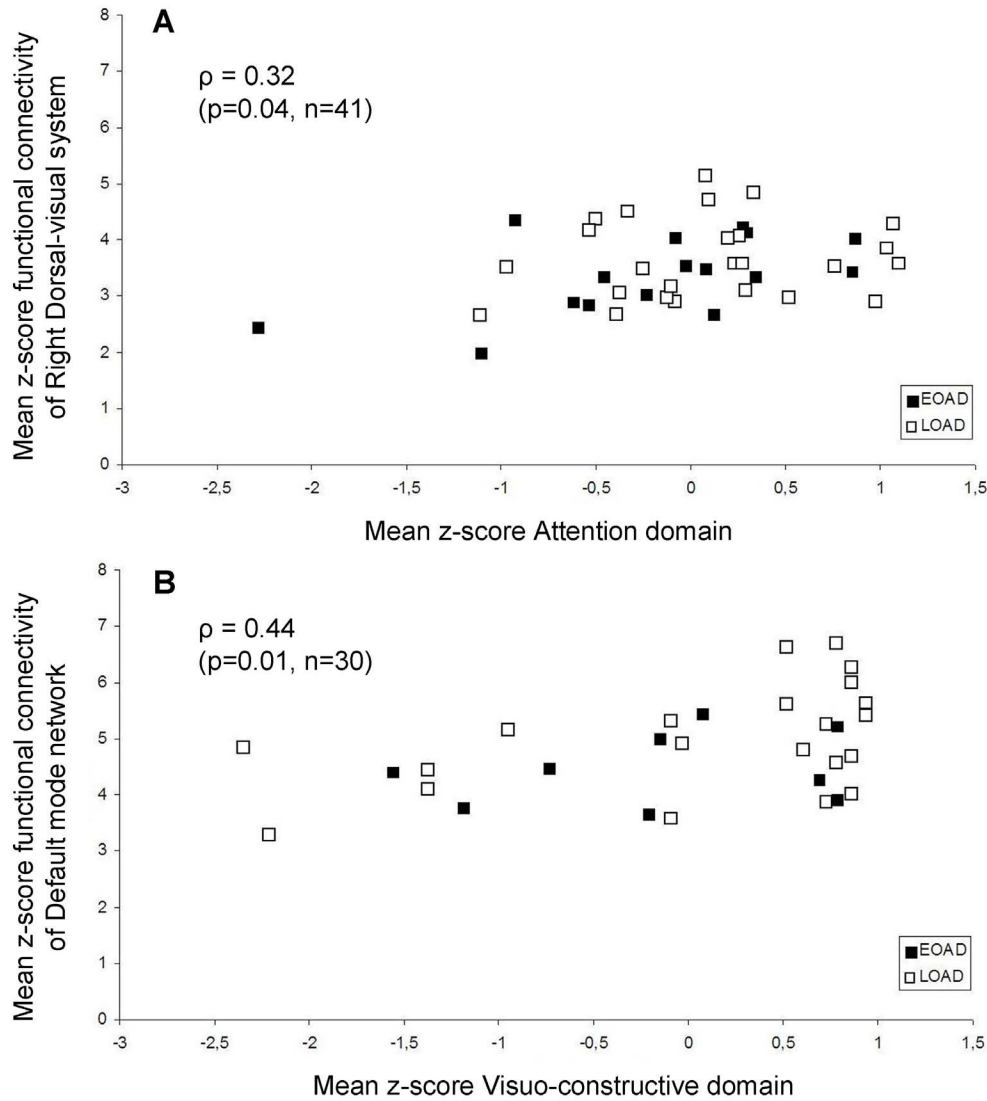 A
ρ = 0.32
(p=0.04, n=41)
Mean z-score functional connectivity
of Right Dorsal-visual system
8
7
6
5
4
3
2
1
0
EOAD
LOAD
-3
-2,5
-2
-1,5
-1
-0,5
0
0,5
1
1,5
Mean z-score Attention domain
B
ρ = 0.44
(p=0.01, n=30)
Mean z-score functional connectivity
of Default mode network
8
7
6
5
4
3
2
1
0
EOAD
LOAD
-3
-2,5
-2
-1,5
-1
-0,5
0
0,5
1
1,5
Mean z-score Visuo-constructive domain